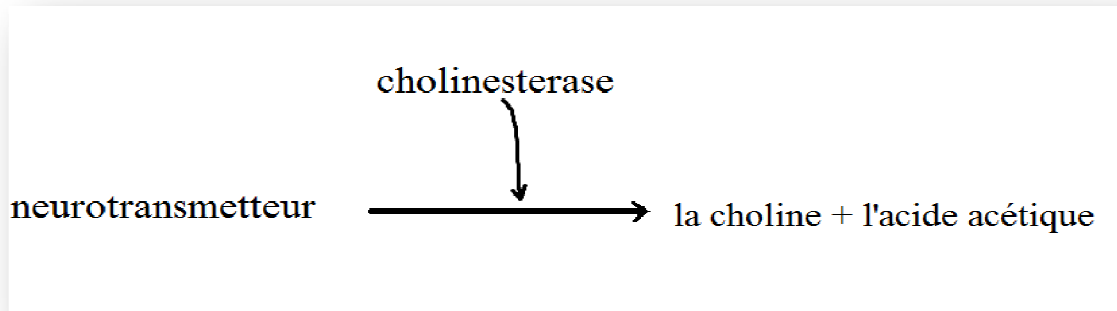 cholinesterase
neurotransmetteur
la choline + l'acide acétique